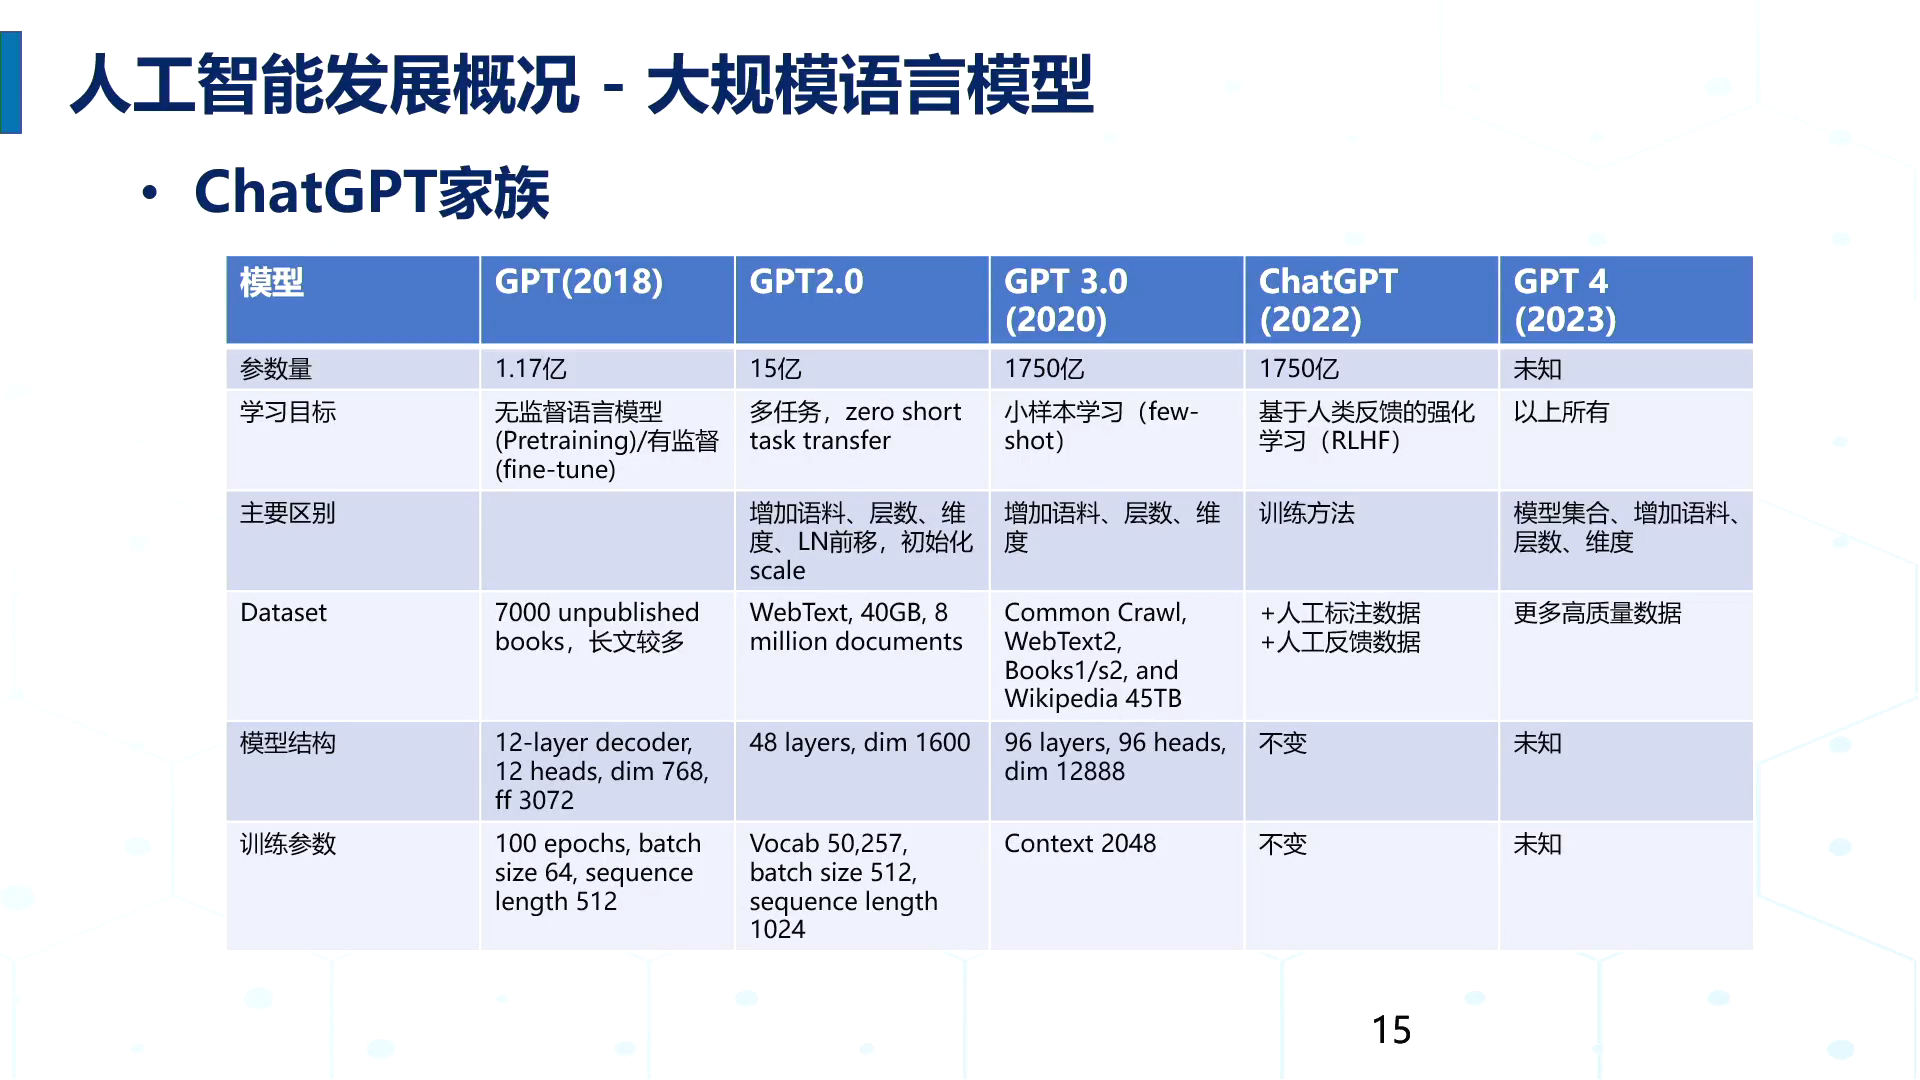 人工智能发展概况 - 大规模语言模型
• ChatGPT家族
模型
GPT(2018)
GPT2.0
GPT 3.0
(2020)
ChatGPT
(2022)
GPT 4
(2023)
参数量
1.17亿
15亿
1750亿
1750亿
未知
学习目标
无监督语言模型
(Pretraining)/有监督
(fine-tune)
多任务，zero short
task transfer
小样本学习（few-
shot）
基于人类反馈的强化
学习（RLHF）
以上所有
主要区别
增加语料、层数、维
度、LN前移，初始化
scale
增加语料、层数、维
度
训练方法
模型集合、增加语料、
层数、维度
Dataset
7000 unpublished
books，长文较多
WebText, 40GB, 8
million documents
Common Crawl,
WebText2,
Books1/s2, and
Wikipedia 45TB
+人工标注数据
+人工反馈数据
更多高质量数据
模型结构
12-layer decoder,
12 heads, dim 768,
ff 3072
48 layers, dim 1600
96 layers, 96 heads,
dim 12888
不变
未知
训练参数
100 epochs, batch
size 64, sequence
length 512
Vocab 50,257,
batch size 512,
sequence length
1024
Context 2048
不变
未知
15